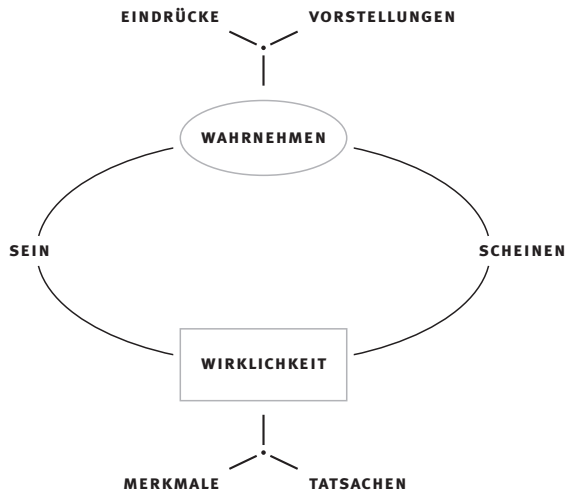 EINDRÜCKE VORSTELLUNGEN
WAHRNEHMEN
SEIN SCHEINEN
WIRKLICHKEIT
MERKMALE TATSACHEN